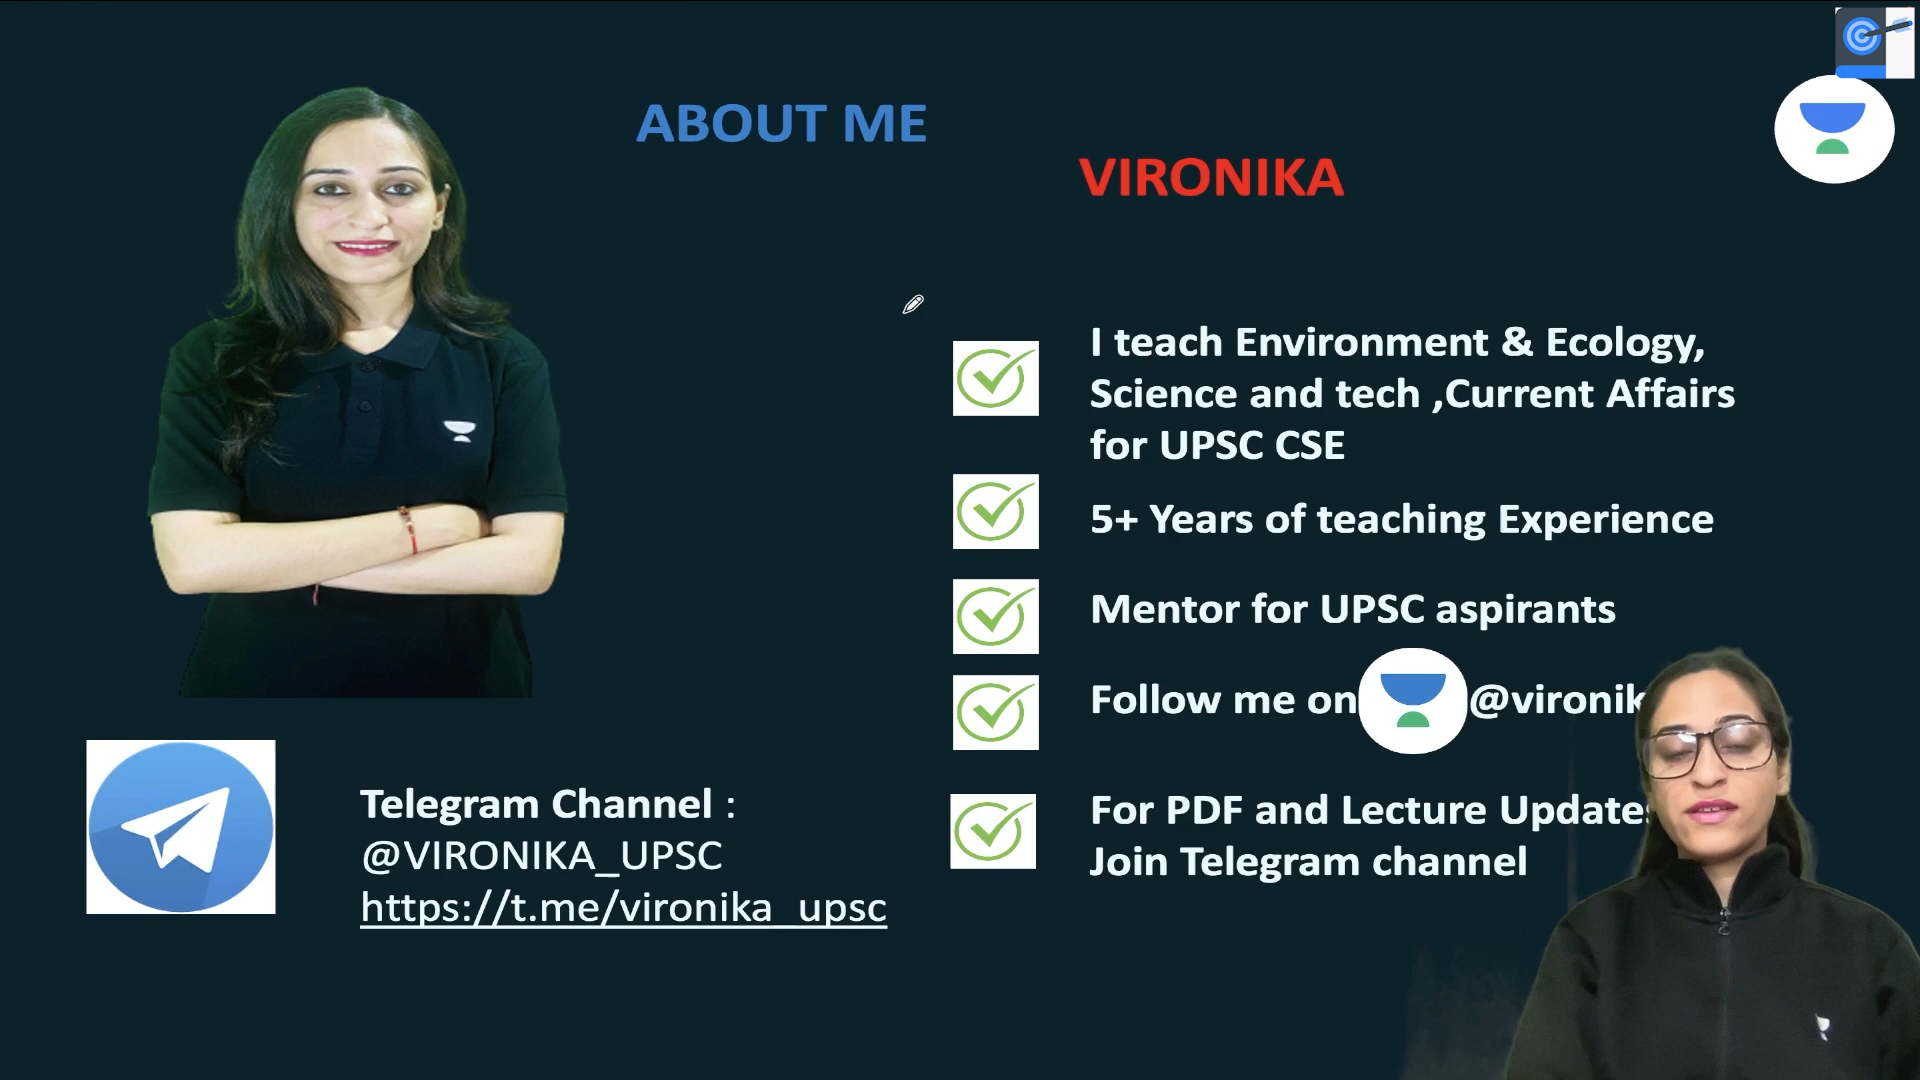 ABOUT ME
VIRONIKA
I teach Environment & Ecology,
Science and tech ,Current Affairs
for UPSC CSE
5+ Years of teaching Experience
Mentor for UPSC aspirants
Follow me on
For PDF and Lecture
Join Telegram channel
Telegram Channel :
@VIRONIKA_UPSC
https://t.me/vironika_upsc